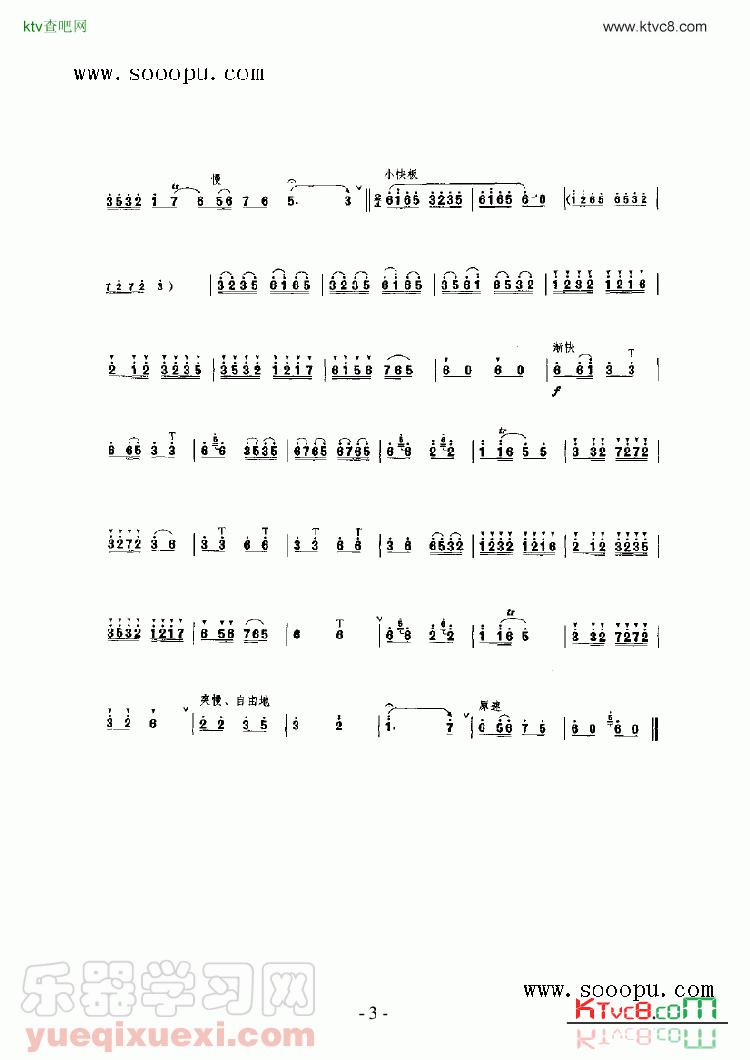 ktv查吧网 www.ktvc8.com
www.sooopu.com
慢 小快板
3532 1 7 6 56 7 6 5. 3 6165 3235 | 6165 6 0 | (1265 6532 |
7272 3) | 3235 6165 | 3235 6165 | 3561 6532 | 1232 1216 |
渐快
2 12 3235 | 3532 1217 | 6156 765 | 6 0 6 0 | 6 61 3 3 |
f
tr
6 65 3 3 | 6 6 3535 | 6765 6765 | 6 6 2 2 | 1 16 5 5 | 3 32 7272 |
3272 3 6 | 3 3 6 6 | 3 3 6 6 | 3 6 6532 | 1232 1216 | 2 12 3235 |
tr
3532 1217 | 6 56 765 | 6 6 | 6 6 2 2 | 1 16 5 | 3 32 7272 |
突慢、自由地 原速
3 2 6 | 2 2 3 5 | 3 2 | 1. 7 | 6 56 7 5 | 6 0 6 0 ‖
乐器学习网
yueqixuexi.com
- 3 -
www.sooopu.com
KTvc8.com